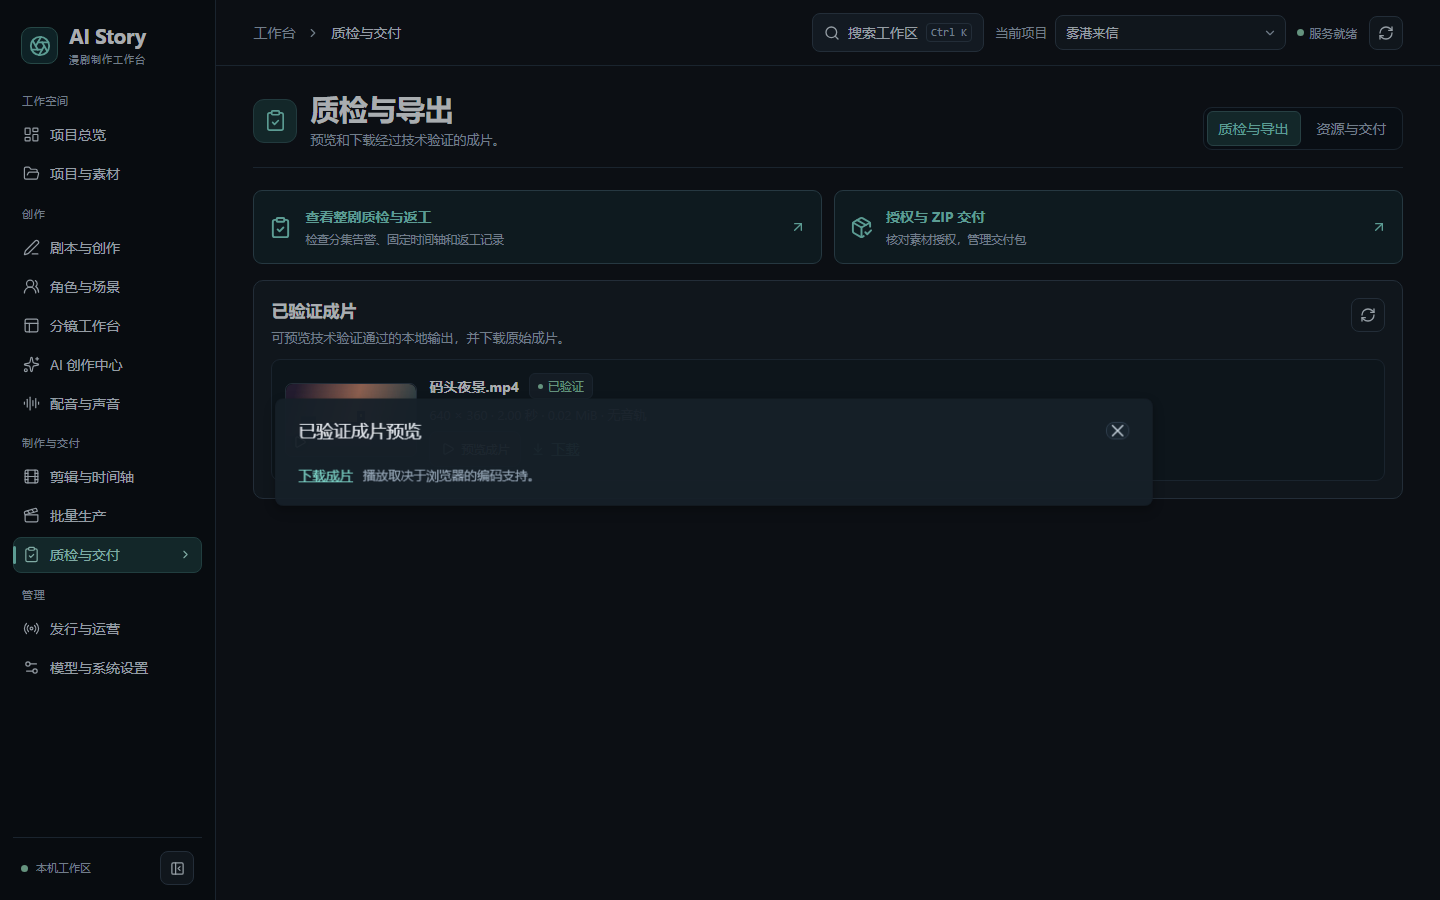 AI Story
漫剧制作工作台
工作空间
项目总览
项目与素材
创作
剧本与创作
角色与场景
分镜工作台
AI 创作中心
配音与声音
制作与交付
剪辑与时间轴
批量生产
质检与交付
管理
发行与运营
模型与系统设置
本机工作区
工作台 > 质检与交付
搜索工作区 Ctrl K
当前项目
雾港来信
服务就绪
质检与导出
预览和下载经过技术验证的成片。
质检与导出
资源与交付
查看整剧质检与返工
检查分集告警、固定时间轴和返工记录
授权与 ZIP 交付
核对素材授权，管理交付包
已验证成片
可预览技术验证通过的本地输出，并下载原始成片。
码头夜景.mp4
已验证
已验证成片预览
下载成片 播放取决于浏览器的编码支持。